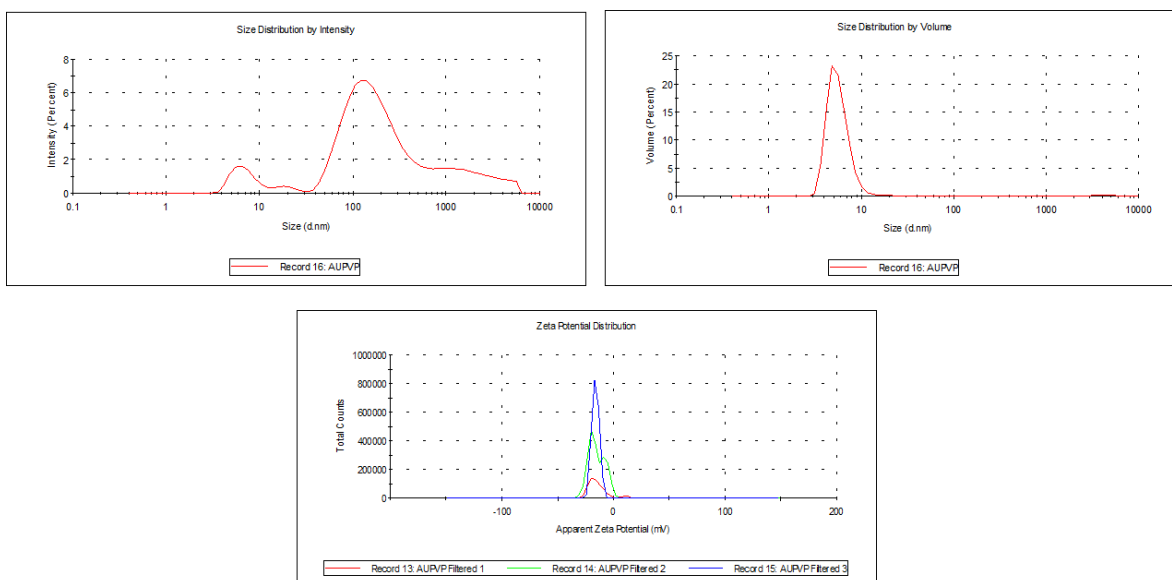 Size Distribution by Intensity
Intensity (Percent)
8
6
4
2
0
0.1 1 10 100 1000 10000
Size (d.nm)
Record 16: AUPVP
Size Distribution by Volume
Volume (Percent)
25
20
15
10
5
0
0.1 1 10 100 1000 10000
Size (d.nm)
Record 16: AUPVP
Zeta Potential Distribution
Total Counts
1000000
800000
600000
400000
200000
0
-100 0 100 200
Apparent Zeta Potential (mV)
Record 13: AUPVP Filtered 1 Record 14: AUPVP Filtered 2 Record 15: AUPVP Filtered 3